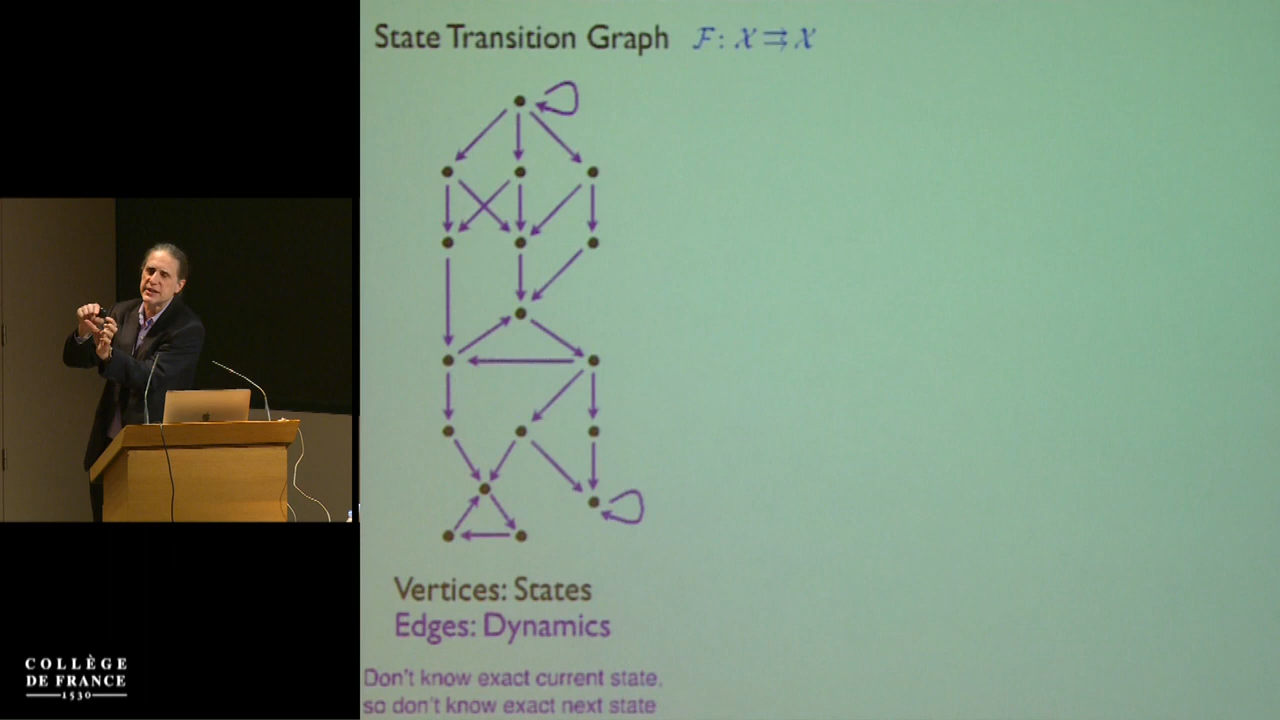 State Transition Graph 𝓕 : 𝒳 ⇉ 𝒳
Vertices: States
Edges: Dynamics
Don't know exact current state,
so don't know exact next state
COLLÈGE
DE FRANCE
1530